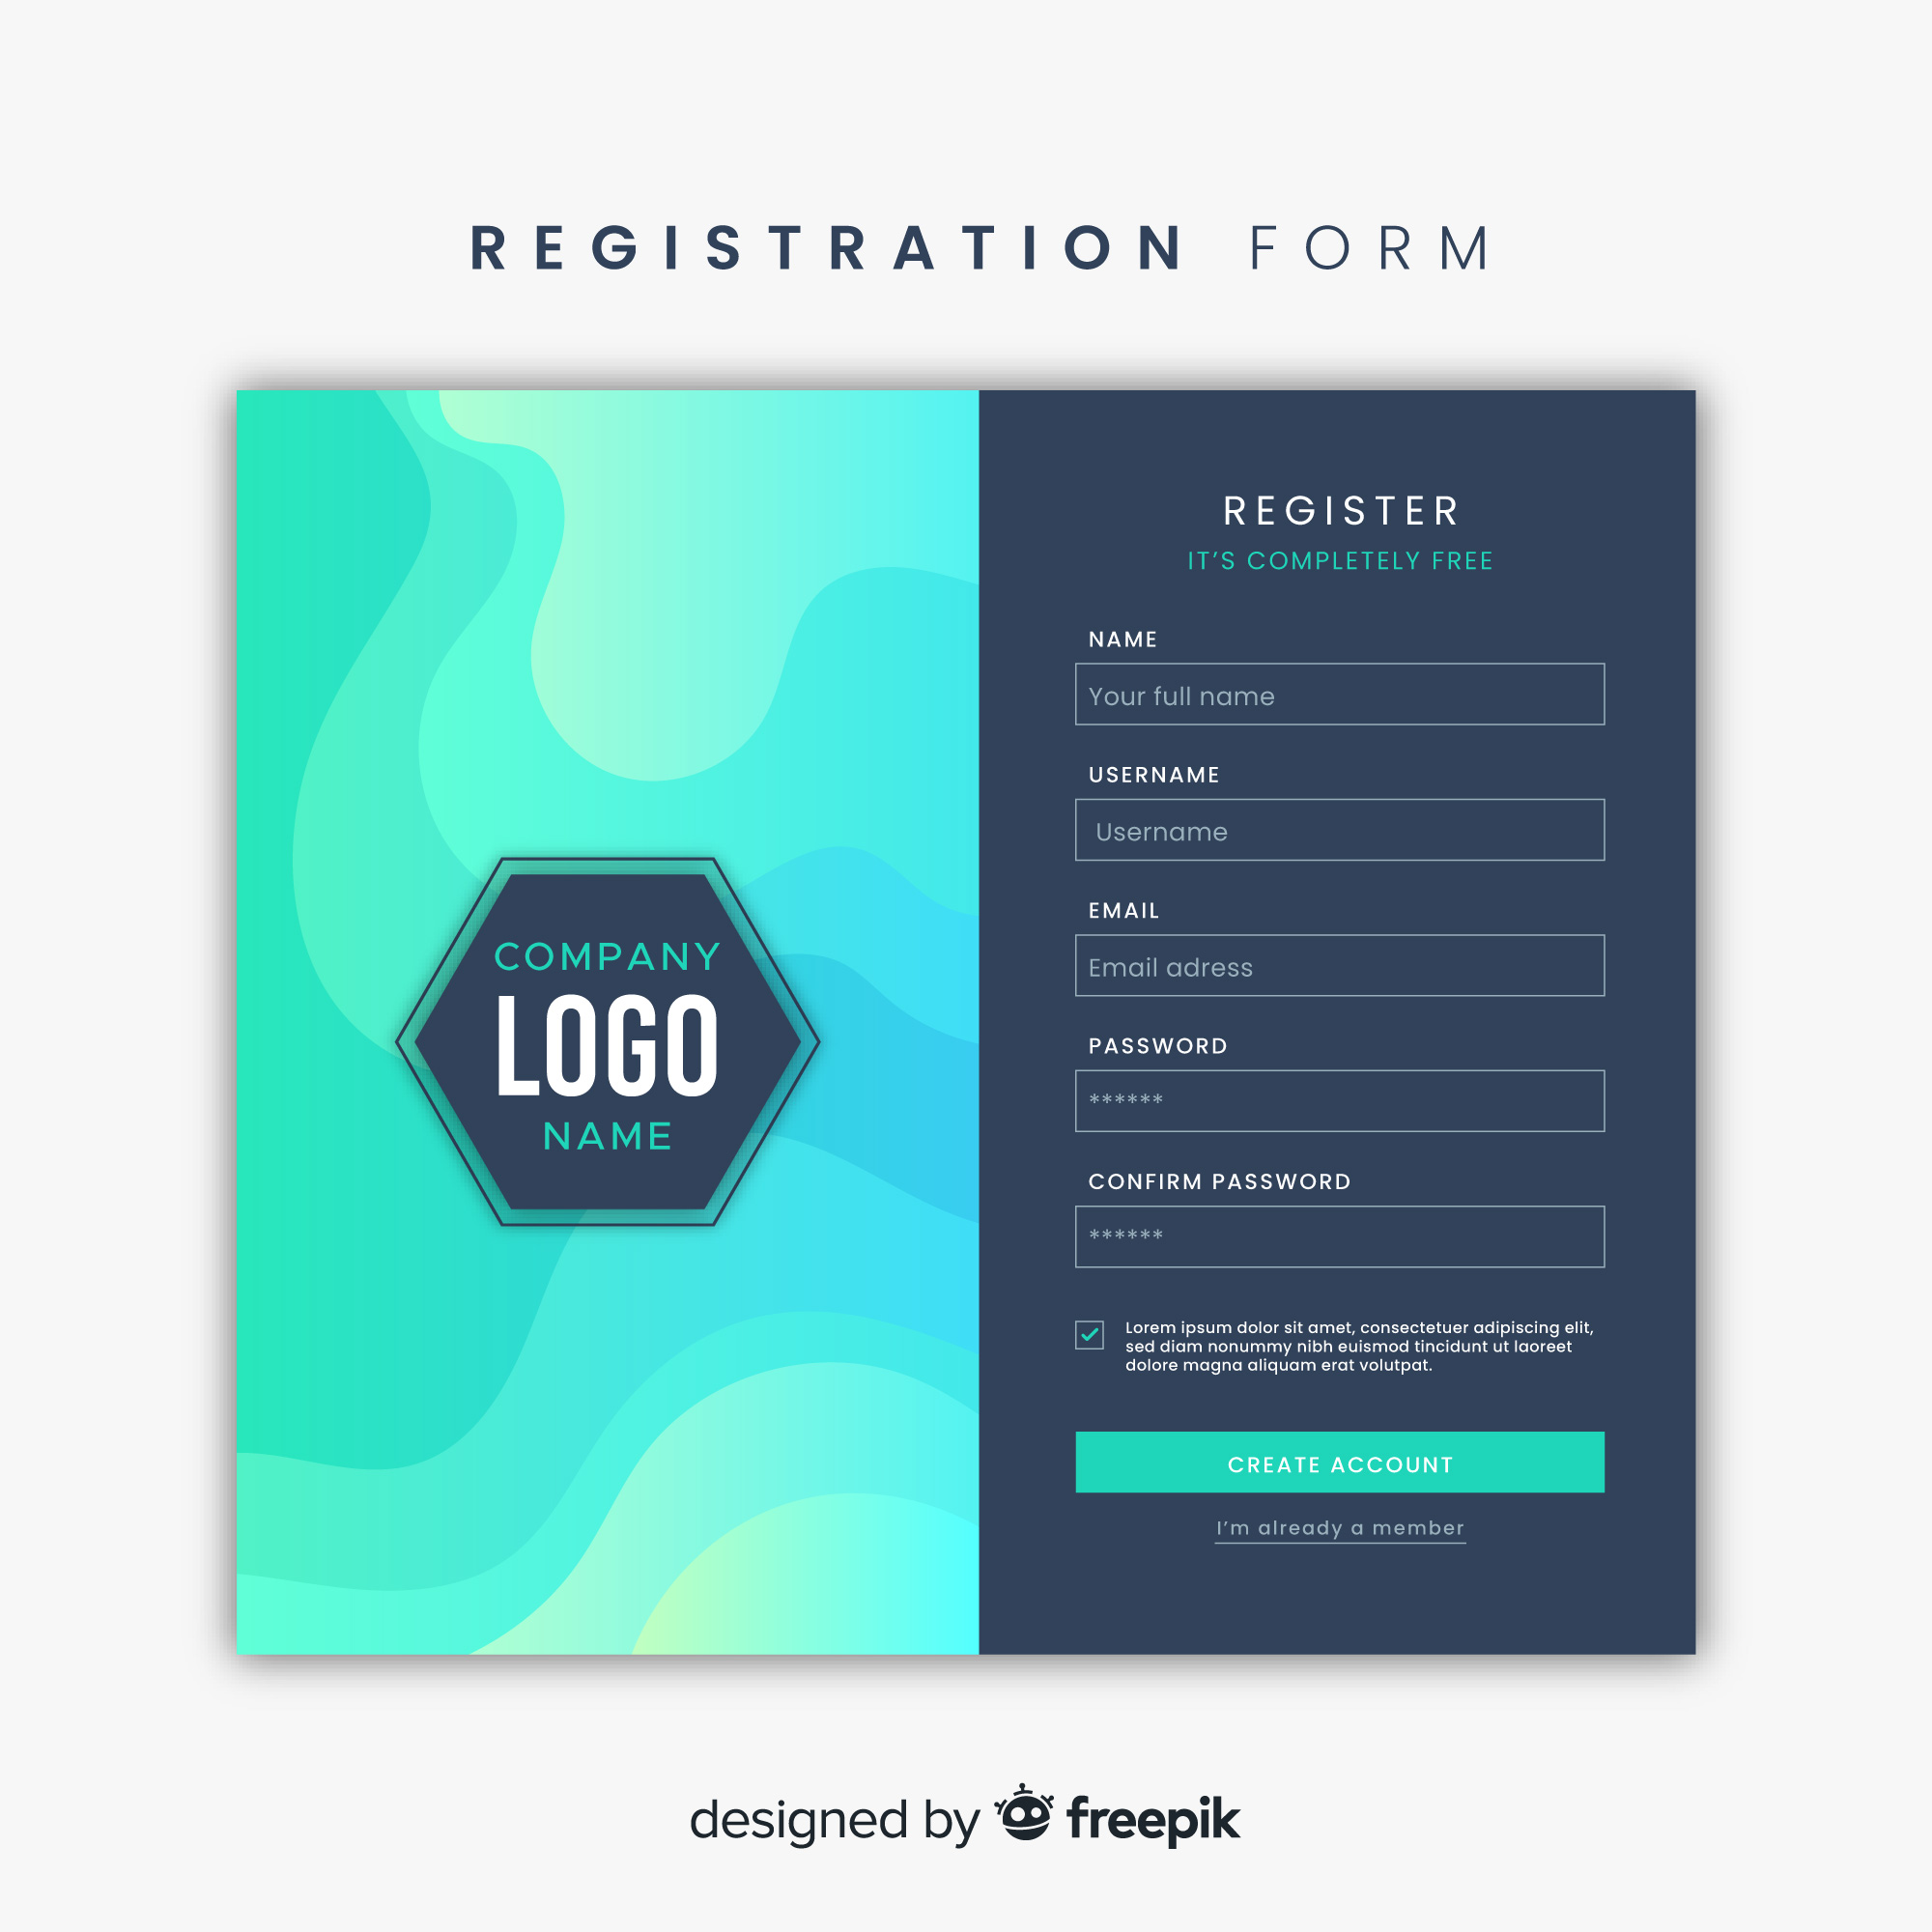 REGISTRATION FORM
COMPANY
LOGO
NAME
REGISTER
IT’S COMPLETELY FREE
NAME
Your full name
USERNAME
Username
EMAIL
Email adress
PASSWORD
******
CONFIRM PASSWORD
******
Lorem ipsum dolor sit amet, consectetuer adipiscing elit,
sed diam nonummy nibh euismod tincidunt ut laoreet
dolore magna aliquam erat volutpat.
CREATE ACCOUNT
I’m already a member
designed by freepik